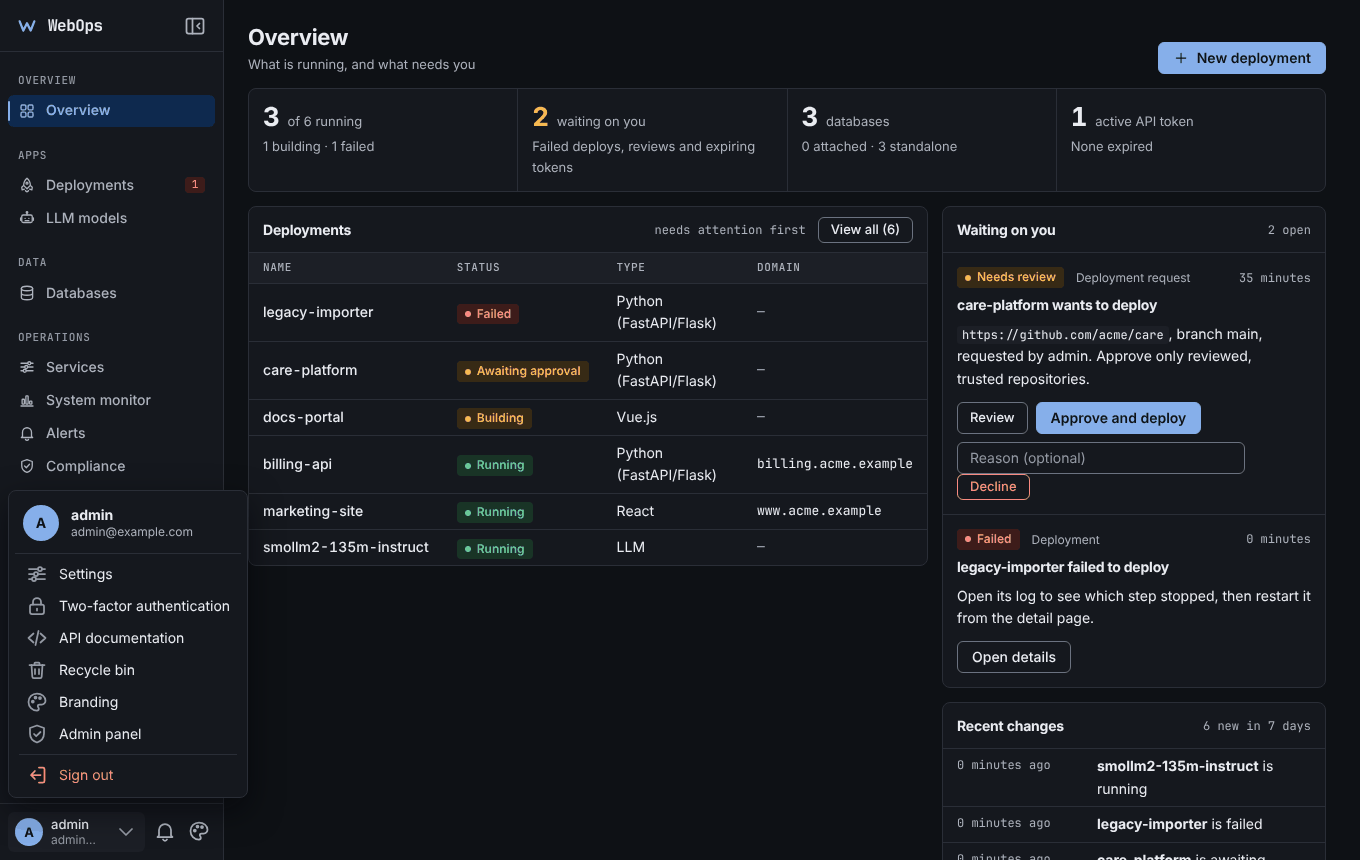 WebOps
OVERVIEW
Overview
APPS
Deployments 1
LLM models
DATA
Databases
OPERATIONS
Services
System monitor
Alerts
Compliance
A admin
admin@example.com
Settings
Two-factor authentication
API documentation
Recycle bin
Branding
Admin panel
Sign out
A admin
admin...
Overview
What is running, and what needs you
+ New deployment
3 of 6 running
1 building · 1 failed
2 waiting on you
Failed deploys, reviews and expiring
tokens
3 databases
0 attached · 3 standalone
1 active API token
None expired
Deployments needs attention first View all (6)
NAME STATUS TYPE DOMAIN
legacy-importer Failed Python
(FastAPI/Flask) —
care-platform Awaiting approval Python
(FastAPI/Flask) —
docs-portal Building Vue.js —
billing-api Running Python
(FastAPI/Flask) billing.acme.example
marketing-site Running React www.acme.example
smollm2-135m-instruct Running LLM —
Waiting on you 2 open
Needs review Deployment request 35 minutes
care-platform wants to deploy
https://github.com/acme/care , branch main,
requested by admin. Approve only reviewed,
trusted repositories.
Review Approve and deploy
Reason (optional)
Decline
Failed Deployment 0 minutes
legacy-importer failed to deploy
Open its log to see which step stopped, then restart it
from the detail page.
Open details
Recent changes 6 new in 7 days
0 minutes ago smollm2-135m-instruct is
running
0 minutes ago legacy-importer is failed
0 minutes ago care-platform is awaiting